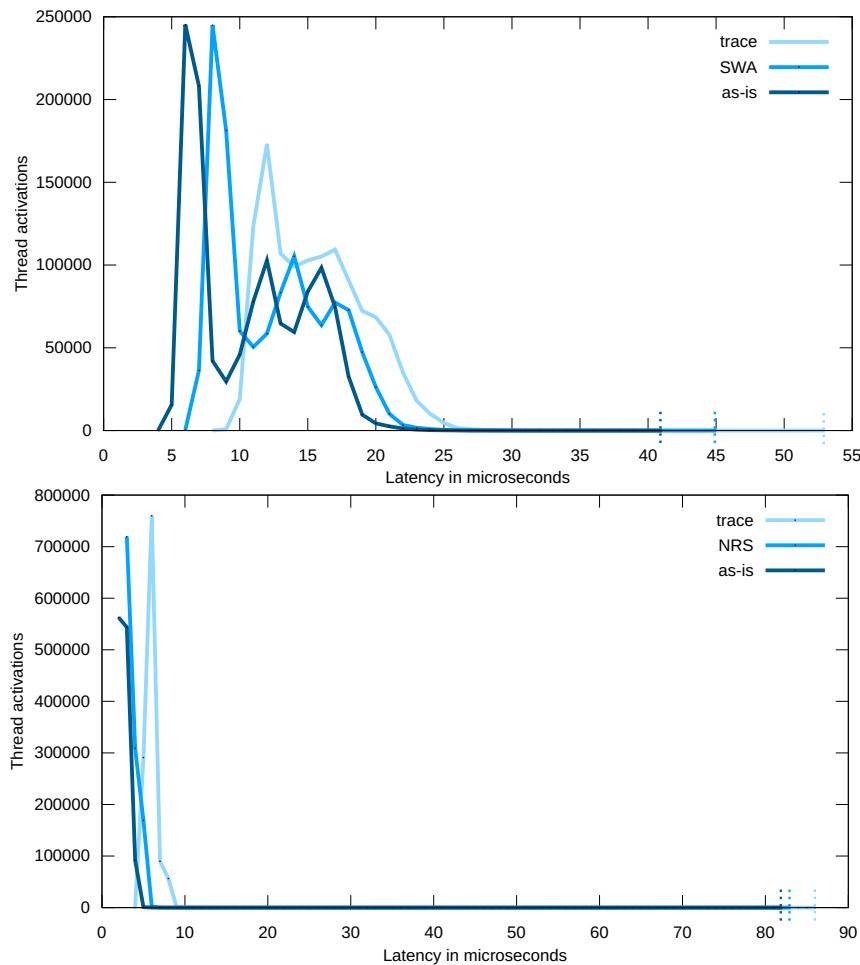 250000
200000
150000
100000
50000
0
Thread activations
trace
SWA
as-is
0 5 10 15 20 25 30 35 40 45 50 55
Latency in microseconds
800000
700000
600000
500000
400000
300000
200000
100000
0
Thread activations
trace
NRS
as-is
0 10 20 30 40 50 60 70 80 90
Latency in microseconds